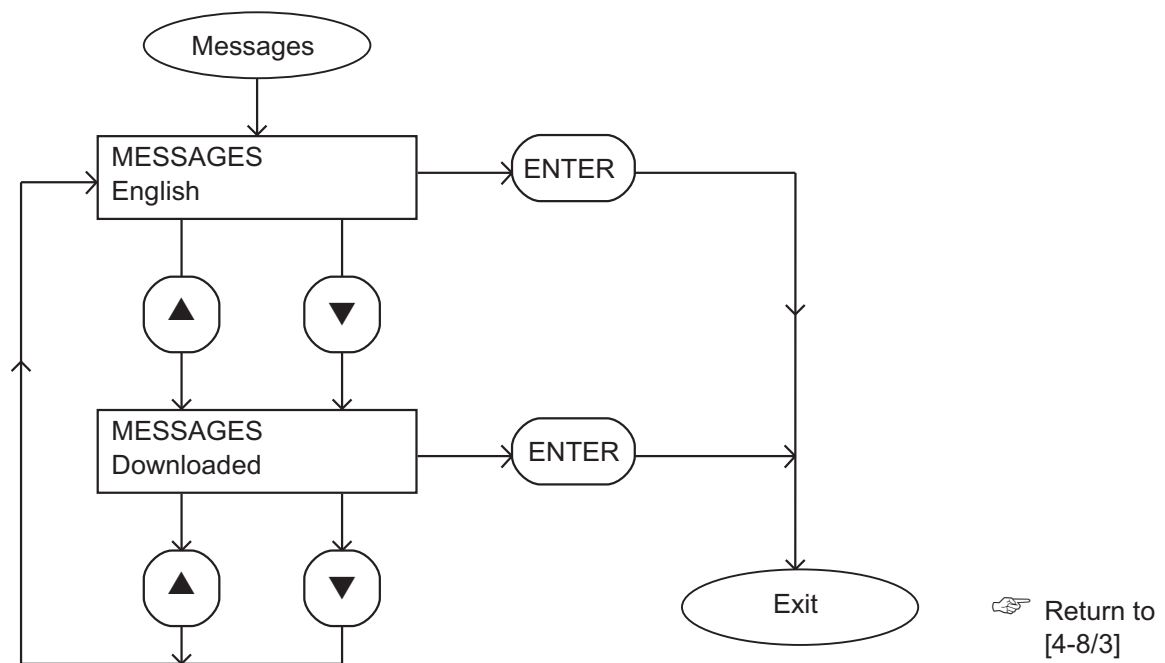 Messages
MESSAGES
English
ENTER
▲
▼
MESSAGES
Downloaded
ENTER
▲
▼
Exit
☞ Return to
[4-8/3]